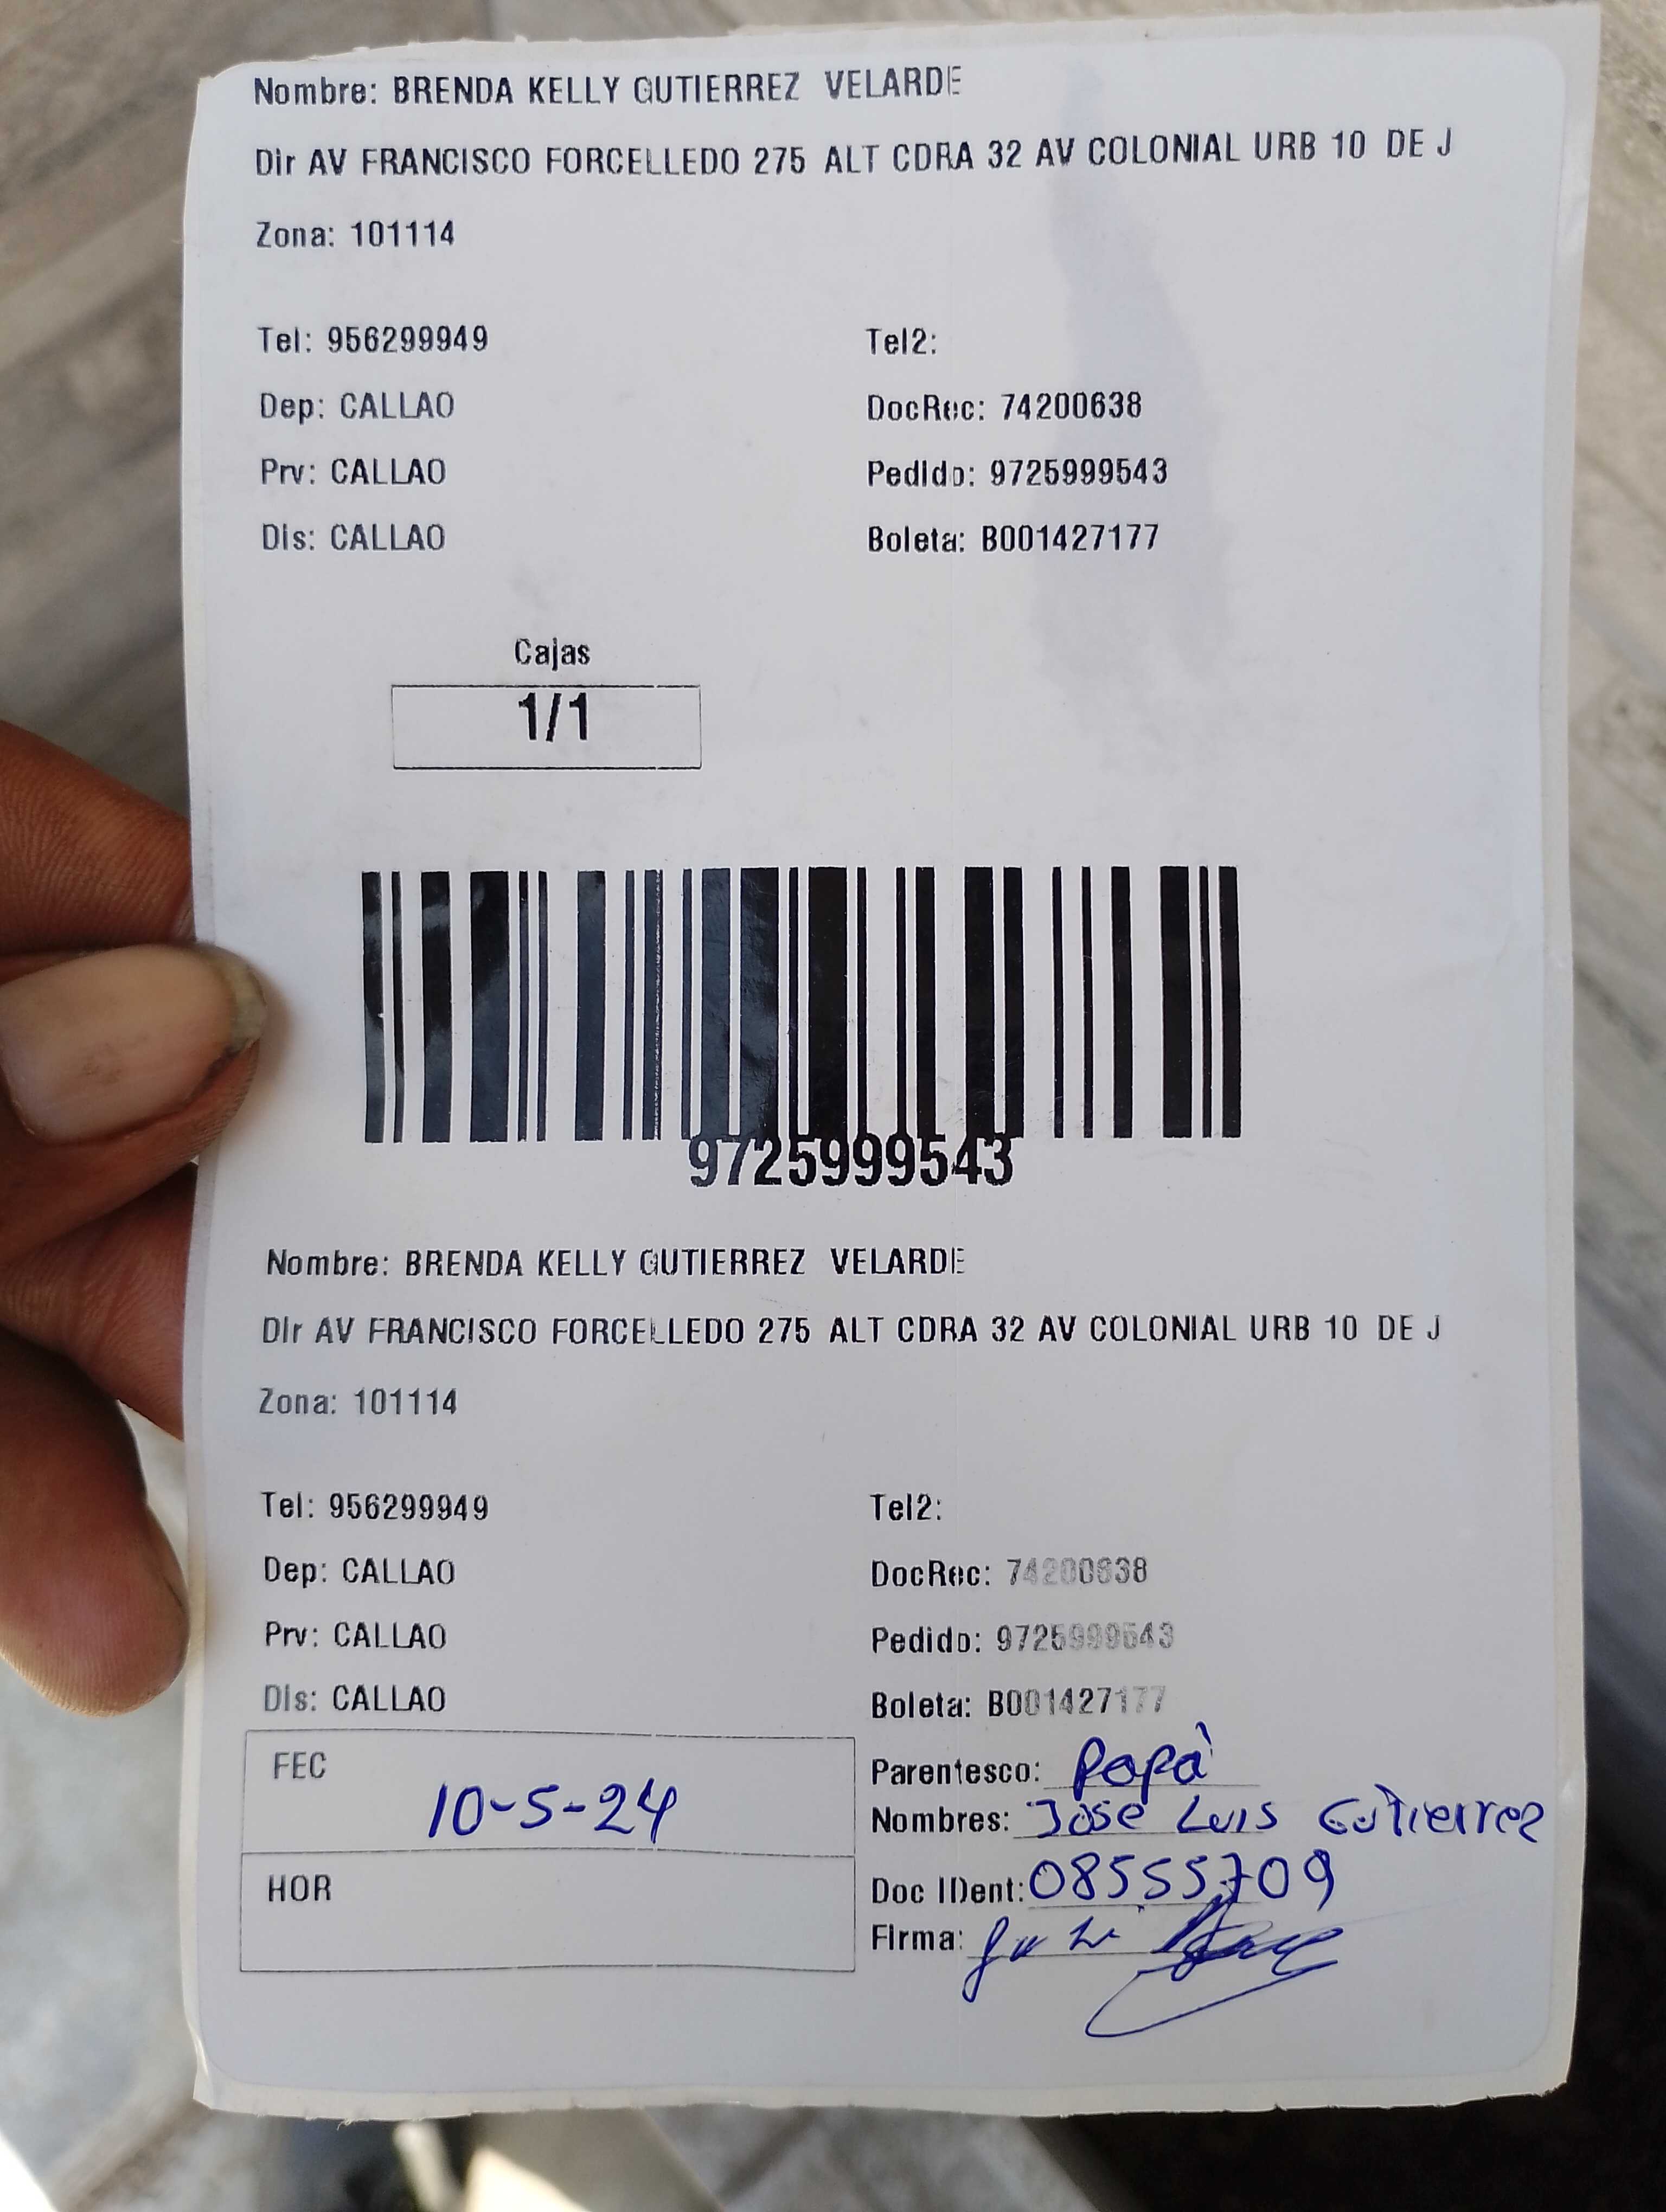 Nombre: BRENDA KELLY GUTIERREZ VELARDE
Dir AV FRANCISCO FORCELLEDO 275 ALT CDRA 32 AV COLONIAL URB 10 DE J
Zona: 101114
Tel: 956299949 Tel2:
Dep: CALLAO DocRec: 74200638
Prv: CALLAO Pedido: 9725999543
Dis: CALLAO Boleta: B001427177
Cajas
1/1
9725999543
Nombre: BRENDA KELLY GUTIERREZ VELARDE
Dir AV FRANCISCO FORCELLEDO 275 ALT CDRA 32 AV COLONIAL URB 10 DE J
Zona: 101114
Tel: 956299949 Tel2:
Dep: CALLAO DocRec: 74200638
Prv: CALLAO Pedido: 9725999543
Dis: CALLAO Boleta: B001427177
FEC 10-5-24
HOR
Parentesco: Papà
Nombres: José Luis Gutierrez
Doc IDent: 08555709
Firma: